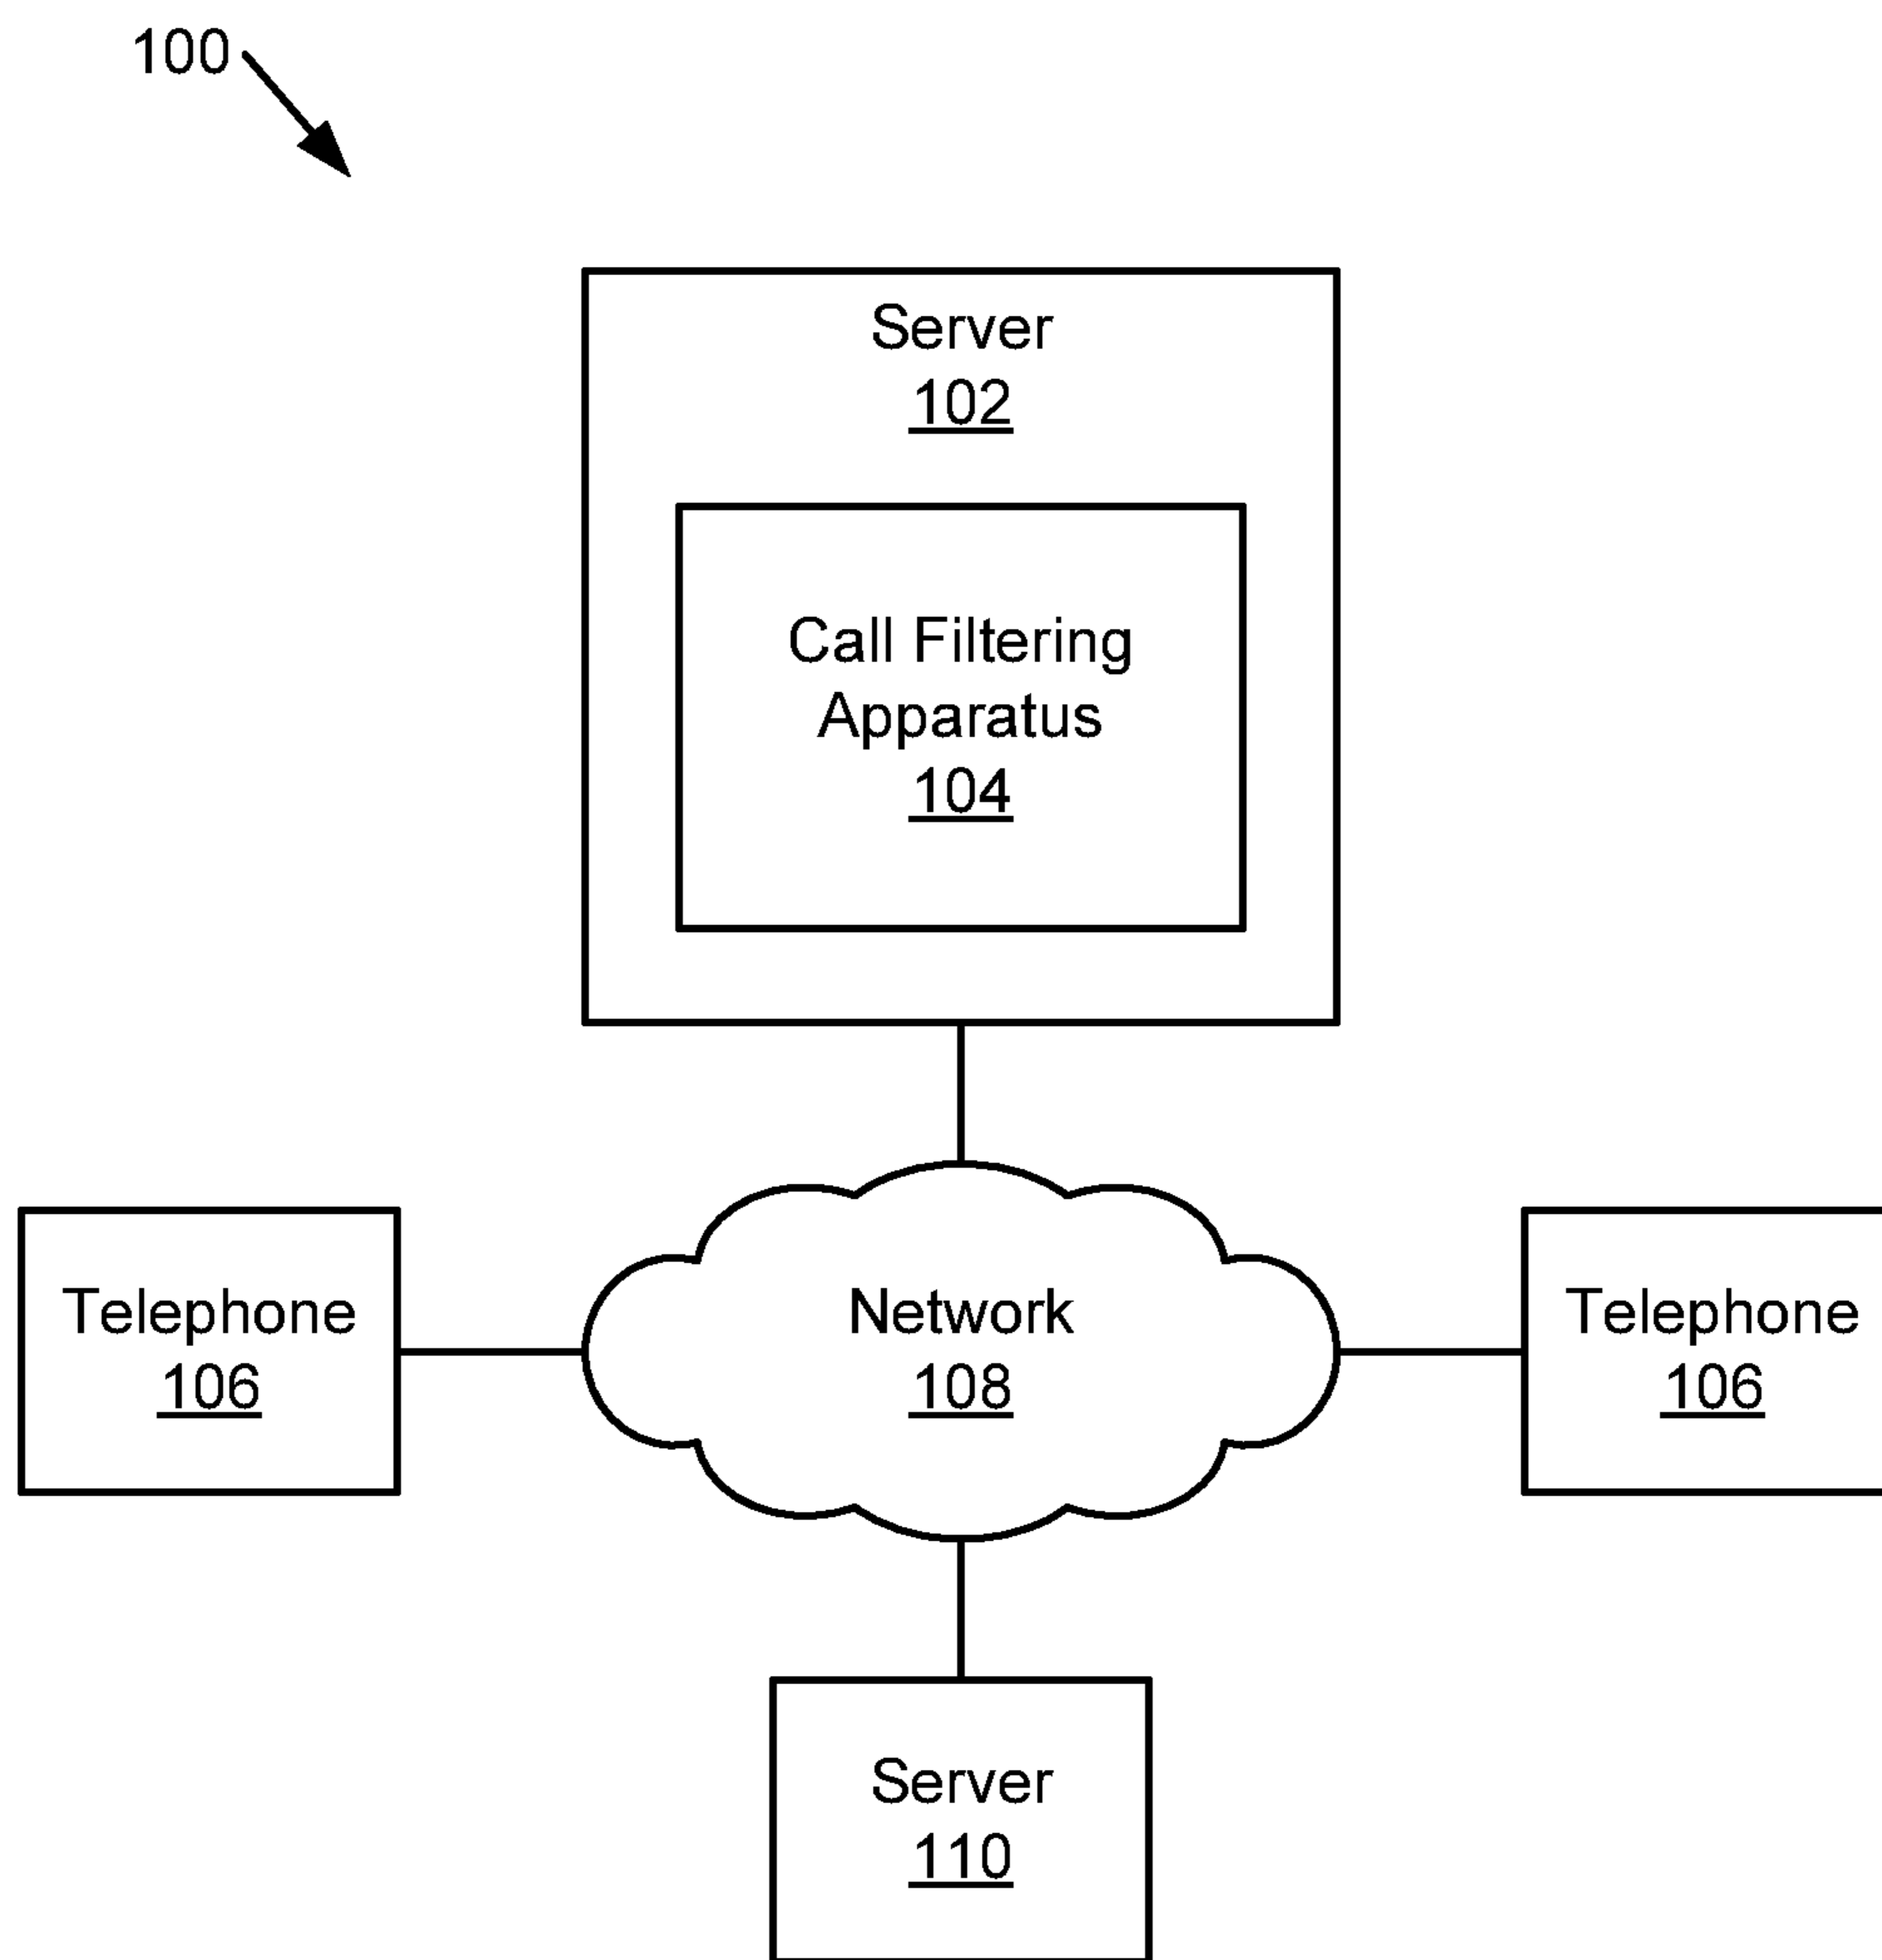 100
Server
102
Call Filtering
Apparatus
104
Telephone
106
Network
108
Telephone
106
Server
110